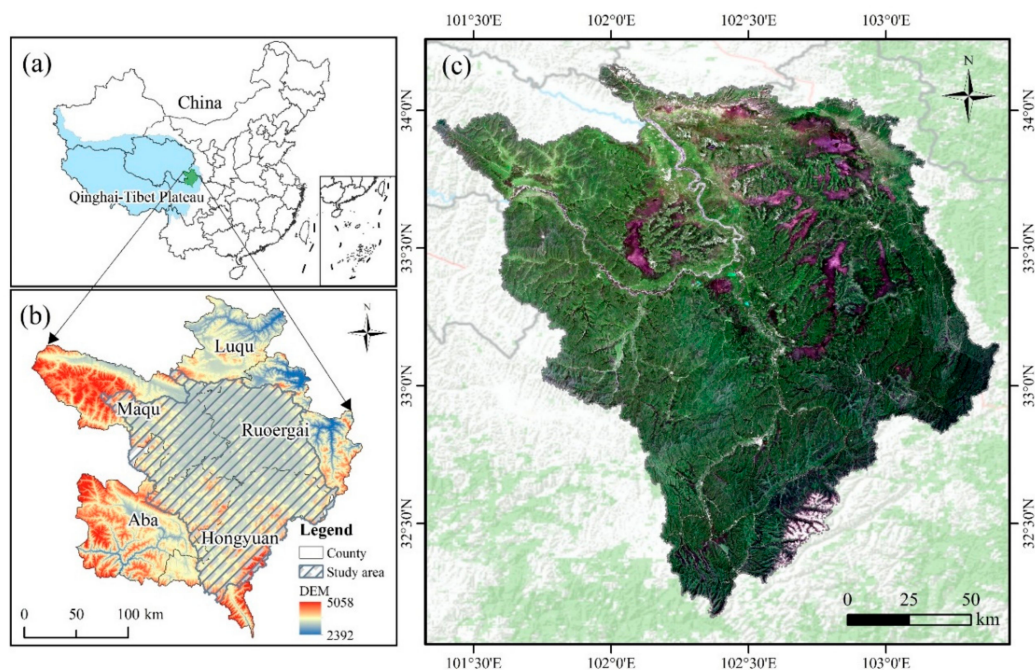 (a)
China
Qinghai-Tibet Plateau
(b)
N
Luqu
Maqu
Ruoergai
Aba
Hongyuan
Legend
County
Study area
DEM
5058
2392
0 50 100 km
101°30'E 102°0'E 102°30'E 103°0'E
(c)
N
34°0'N
33°30'N
33°0'N
32°30'N
34°0'N
33°30'N
33°0'N
32°30'N
0 25 50
km
101°30'E 102°0'E 102°30'E 103°0'E